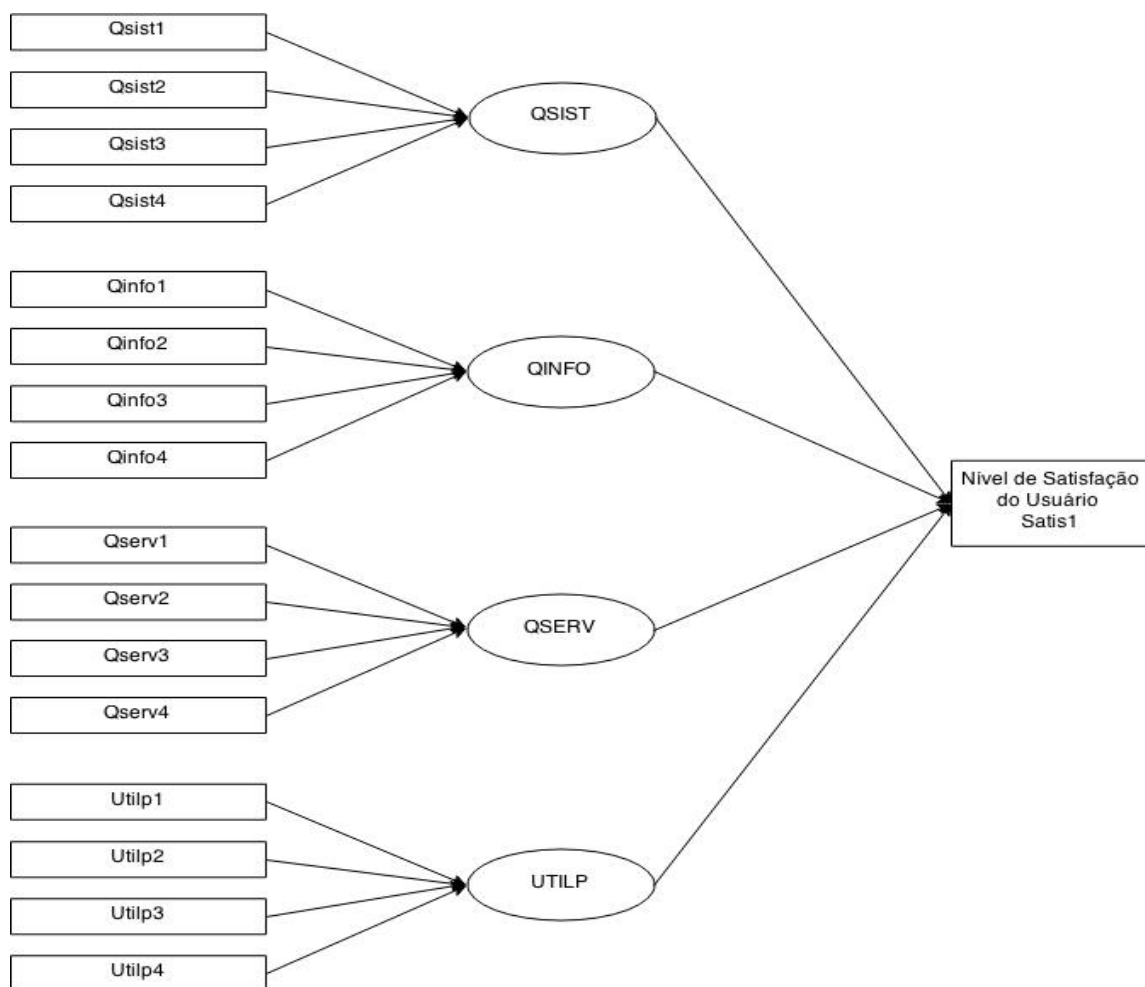 Qsist1
Qsist2
Qsist3
Qsist4
QSIST
Qinfo1
Qinfo2
Qinfo3
Qinfo4
QINFO
Qserv1
Qserv2
Qserv3
Qserv4
QSERV
Utilp1
Utilp2
Utilp3
Utilp4
UTILP
Nível de Satisfação
do Usuário
Satis1